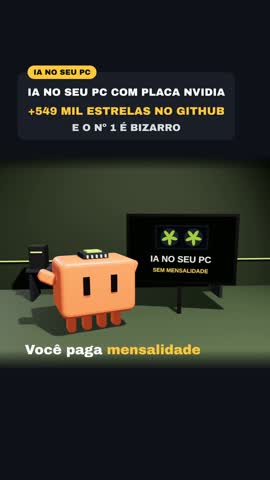 IA NO SEU PC
IA NO SEU PC COM PLACA NVIDIA
+549 MIL ESTRELAS NO GITHUB
E O Nº 1 É BIZARRO
IA NO SEU PC
SEM MENSALIDADE
Você paga mensalidade